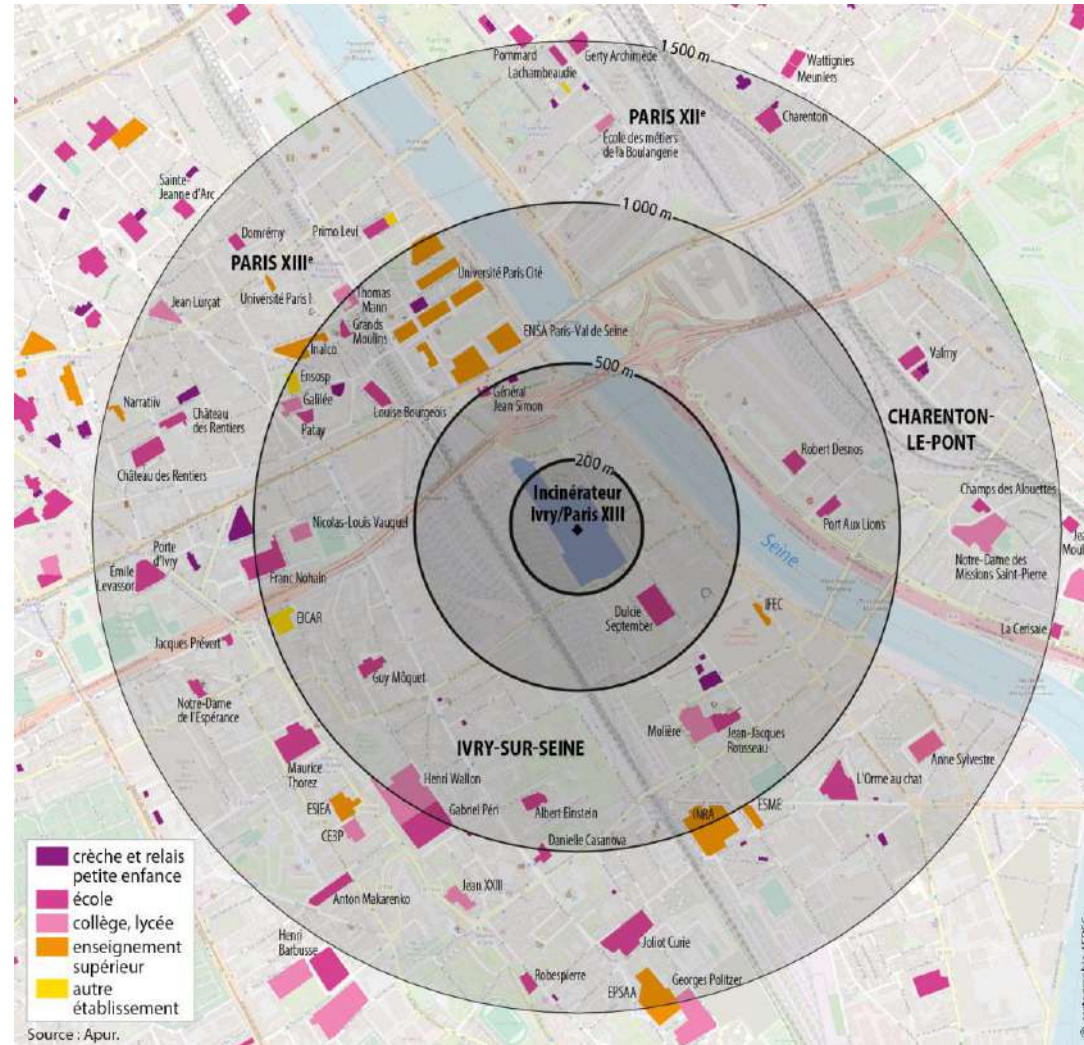 1 500 m
Pommard
Lachambeaudie
Gerty Archimède
Wattignies
Meuniers
Charenton
PARIS XIIᵉ
École des métiers
de la Boulangerie
Sainte-
Jeanne d'Arc
1 000 m
Domrémy
Primo Levi
PARIS XIIIᵉ
Université Paris Cité
Université Paris I
Thomas
Mann
Jean Lurçat
Grands
Moulins
ENSA Paris-Val de Seine
Inalco
500 m
Valmy
Ensosp
Général
Jean Simon
Narratiiv
Galilée
Louise Bourgeois
Château
des Rentiers
Patay
CHARENTON-
LE-PONT
Robert Desnos
Château des Rentiers
200 m
Incinérateur
Ivry/Paris XIII
Champs des Alouettes
Nicolas-Louis Vauquel
Port Aux Lions
Porte
d'Ivry
Seine
Notre-Dame des
Missions Saint-Pierre
Émile
Levassor
Franc Nohain
Dulcie
September
IFEC
EICAR
La Cerisaie
Jacques Prévert
Guy Môquet
Notre-Dame
de l'Espérance
Molière
Jean-Jacques
Rousseau
IVRY-SUR-SEINE
Anne Sylvestre
Maurice
Thorez
Henri Wallon
L'Orme au chat
ESIEA
Gabriel Péri
Albert Einstein
INRA
ESME
CE3P
Danielle Casanova
Anton Makarenko
Jean XXIII
Henri
Barbusse
Joliot Curie
Robespierre
EPSAA
Georges Politzer
crèche et relais
petite enfance
école
collège, lycée
enseignement
supérieur
autre
établissement
Source : Apur.